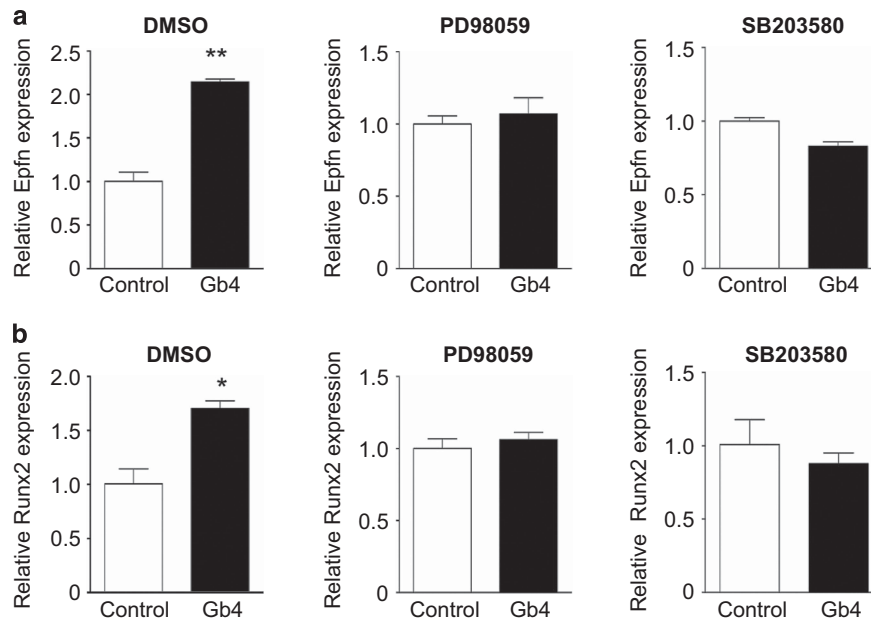 a
DMSO
PD98059
SB203580
Relative Epfn expression
2.5
2.0
1.5
1.0
0.5
0
**
Control
Gb4
Relative Epfn expression
1.5
1.0
0.5
0
Control
Gb4
Relative Epfn expression
1.5
1.0
0.5
0
Control
Gb4
b
DMSO
PD98059
SB203580
Relative Runx2 expression
2.0
1.5
1.0
0.5
0
*
Control
Gb4
Relative Runx2 expression
1.5
1.0
0.5
0
Control
Gb4
Relative Runx2 expression
1.5
1.0
0.5
0
Control
Gb4